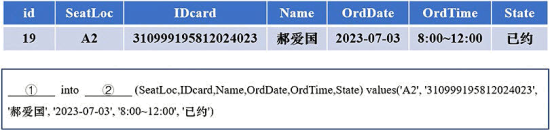 id SeatLoc IDcard Name OrdDate OrdTime State
19 A2 310999195812024023 郝爱国 2023-07-03 8:00~12:00 已约
① into ② (SeatLoc,IDcard,Name,OrdDate,OrdTime,State) values('A2', '310999195812024023',
'郝爱国', '2023-07-03', '8:00~12:00', '已约')